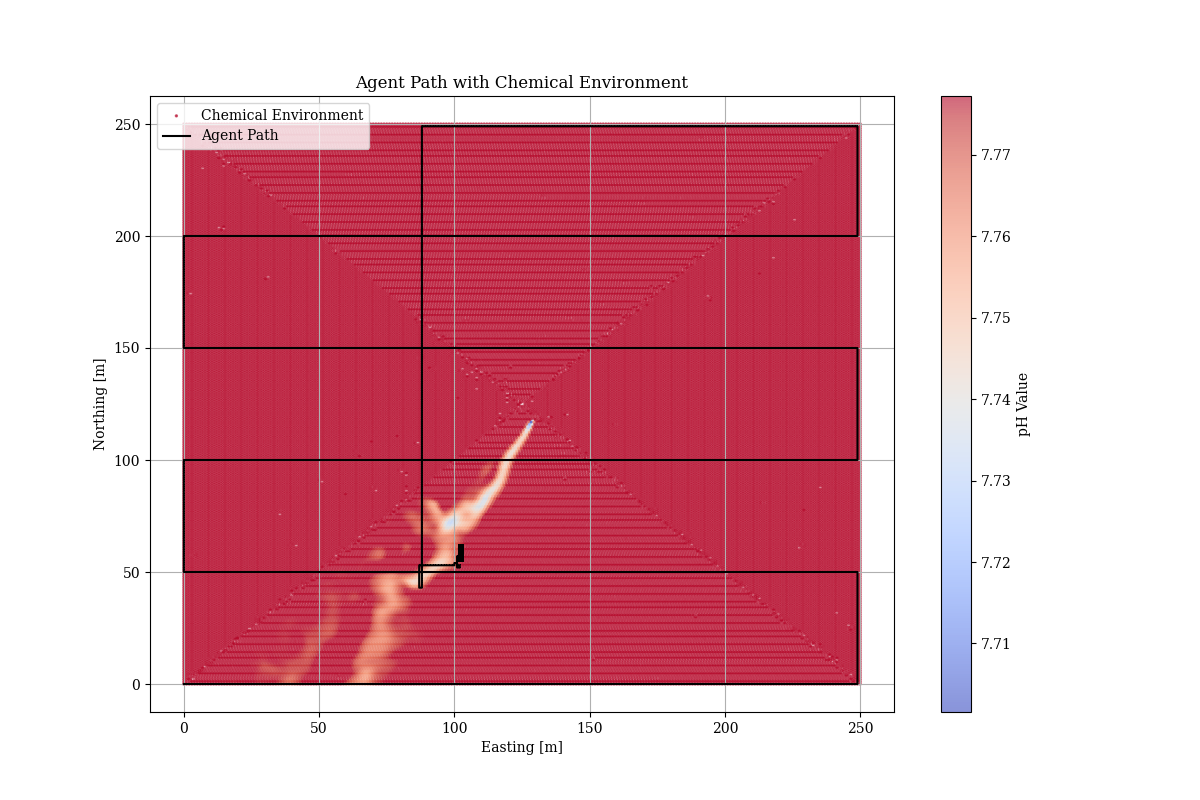 Agent Path with Chemical Environment
Chemical Environment
Agent Path
250
200
150
100
50
0
Northing [m]
0 50 100 150 200 250
Easting [m]
7.77
7.76
7.75
7.74
7.73
7.72
7.71
pH Value